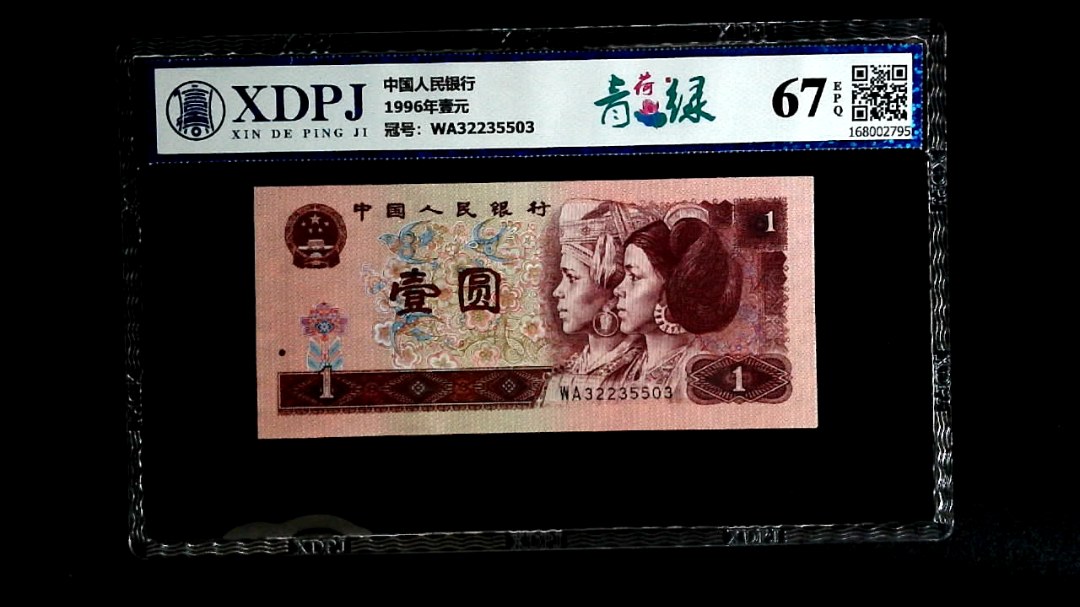 XDPJ
XIN DE PING JI
中国人民银行
1996年壹元
冠号：WA32235503
青荷绿
67
EPQ
168002795
中国人民银行
1
壹圆
1
WA32235503
1
XDPJ
XDPJ
XDPJ